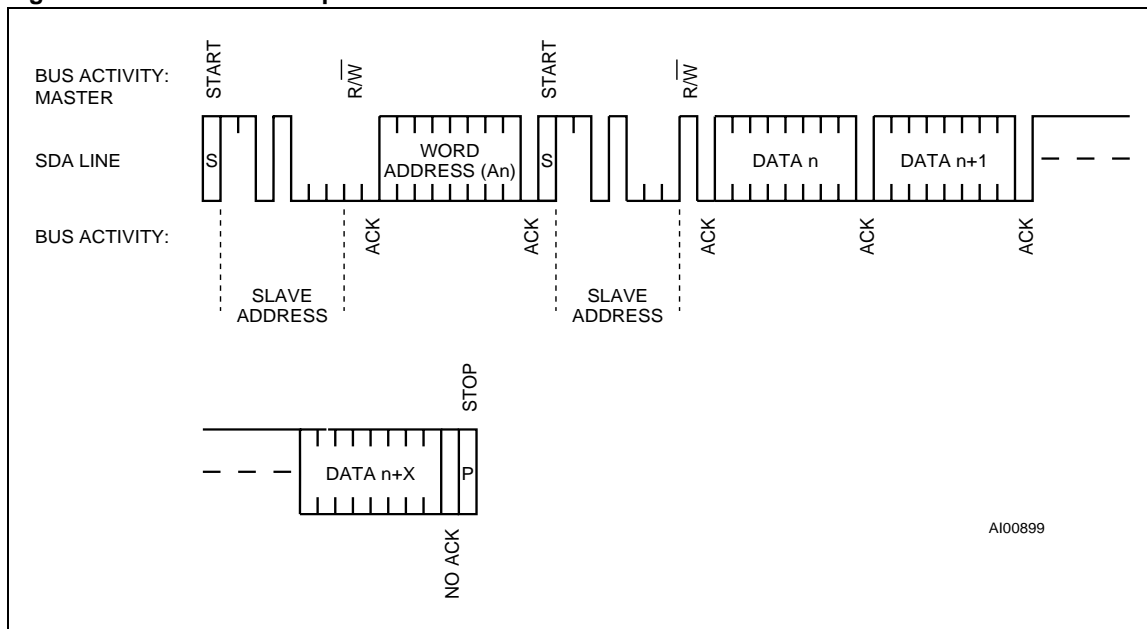 START
R/W
START
R/W
BUS ACTIVITY:
MASTER
SDA LINE
S
WORD
ADDRESS (An)
S
DATA n
DATA n+1
BUS ACTIVITY:
ACK
ACK
ACK
ACK
ACK
SLAVE
ADDRESS
SLAVE
ADDRESS
STOP
DATA n+X
P
NO ACK
AI00899